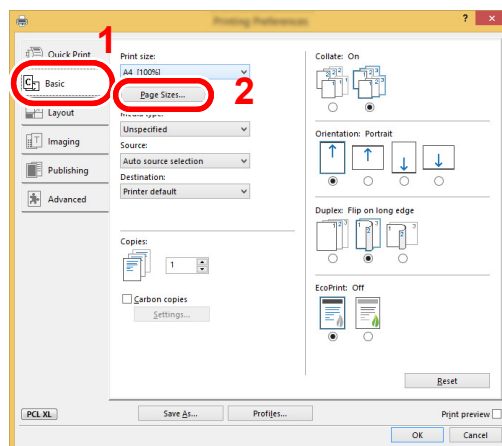 Printing Preferences
?
×
1
Quick Print
Basic
Layout
Imaging
Publishing
Advanced
Print size:
A4 [100%]
Page Sizes...
2
Media type:
Unspecified
Source:
Auto source selection
Destination:
Printer default
Copies:
1
Carbon copies
Settings...
Collate: On
Orientation: Portrait
Duplex: Flip on long edge
EcoPrint: Off
Reset
PCL XL
Save As...
Profiles...
Print preview
OK
Cancel